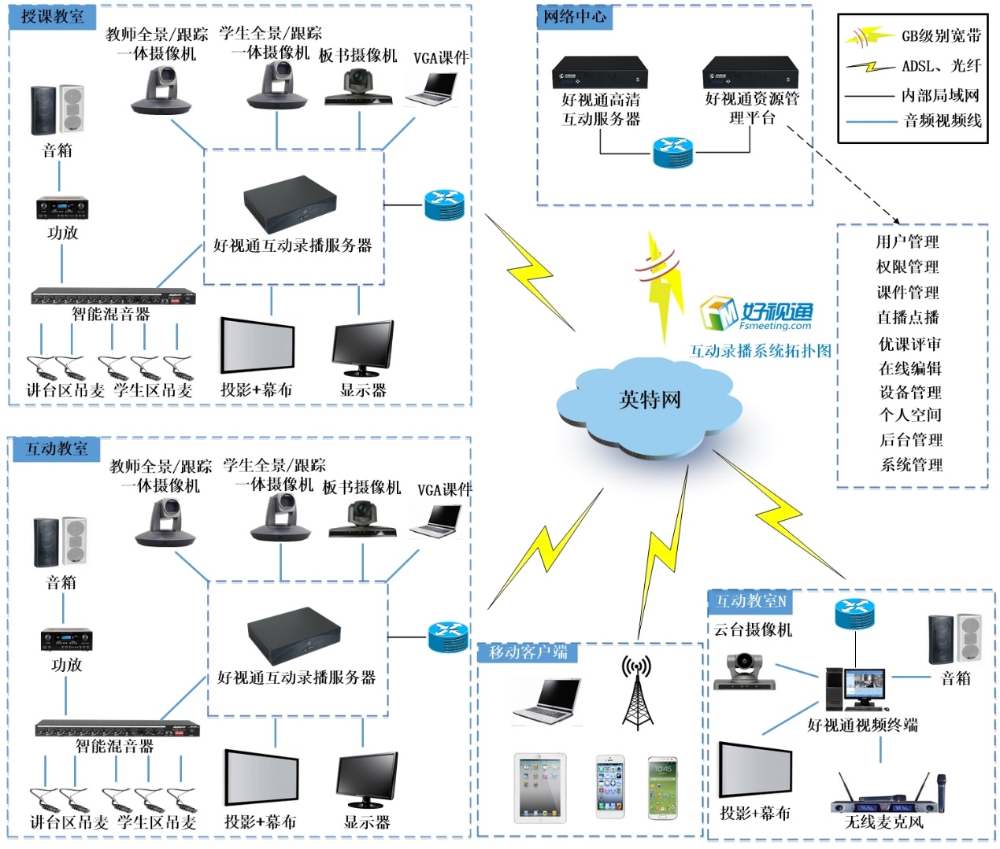 授课教室
教师全景/跟踪
一体摄像机
学生全景/跟踪
一体摄像机
板书摄像机
VGA课件
音箱
功放
好视通互动录播服务器
智能混音器
讲台区吊麦
学生区吊麦
投影+幕布
显示器
网络中心
好视通高清
互动服务器
好视通资源管
理平台
GB级别宽带
ADSL、光纤
内部局域网
音频视频线
用户管理
权限管理
课件管理
直播点播
优课评审
在线编辑
设备管理
个人空间
后台管理
系统管理
FM
好视通
Fsmeeting.com
互动录播系统拓扑图
英特网
互动教室
教师全景/跟踪
一体摄像机
学生全景/跟踪
一体摄像机
板书摄像机
VGA课件
音箱
功放
好视通互动录播服务器
智能混音器
讲台区吊麦
学生区吊麦
投影+幕布
显示器
移动客户端
10:45
互动教室N
云台摄像机
音箱
好视通视频终端
投影+幕布
无线麦克风